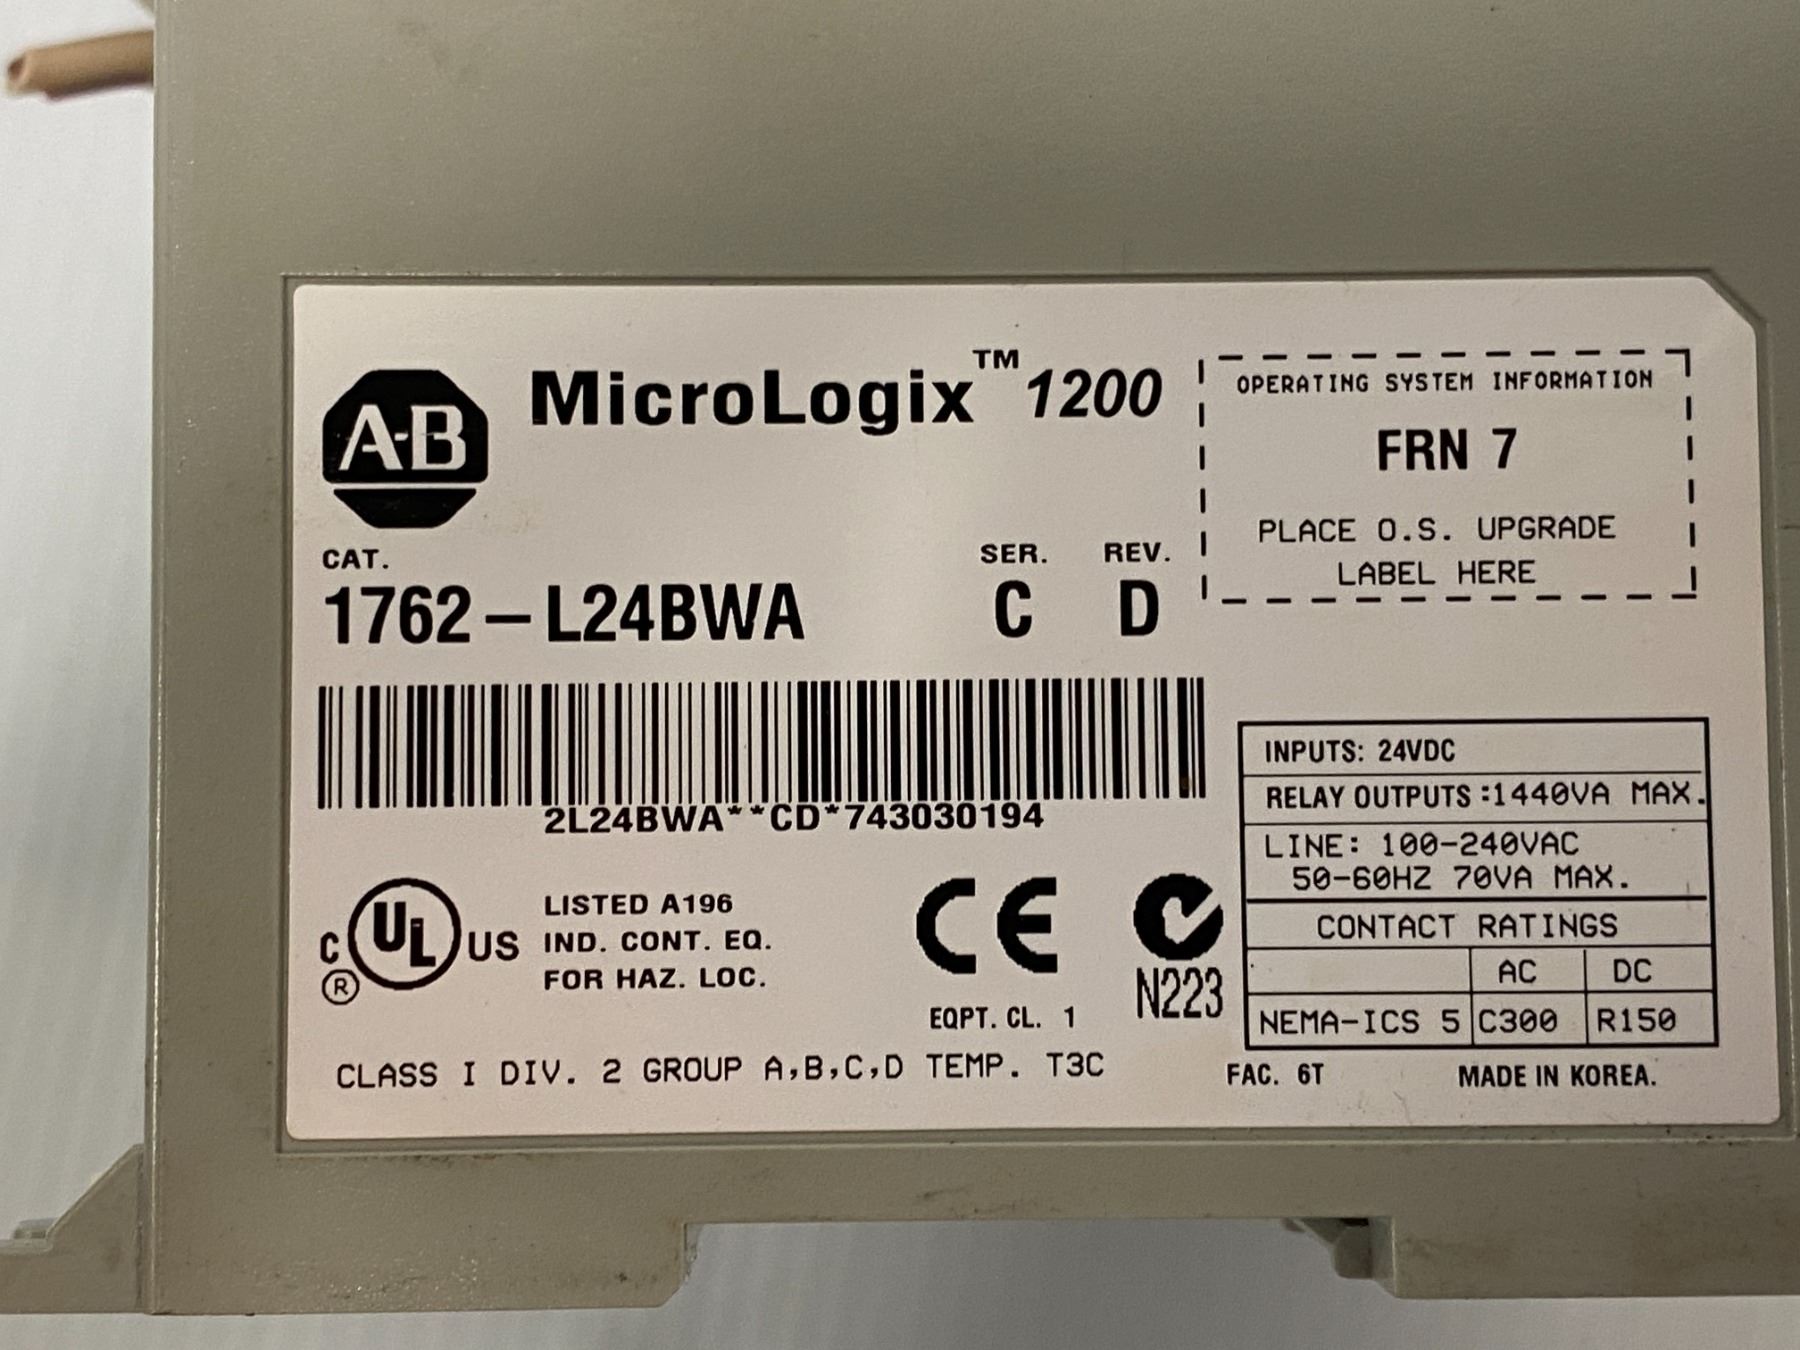 A-B
MicroLogix™ 1200
OPERATING SYSTEM INFORMATION
FRN 7
PLACE O.S. UPGRADE
LABEL HERE
CAT.
1762-L24BWA
SER.
C
REV.
D
2L24BWA**CD*743030194
C UL US
®
LISTED A196
IND. CONT. EQ.
FOR HAZ. LOC.
CE
EQPT. CL. 1
N223
CLASS I DIV. 2 GROUP A,B,C,D TEMP. T3C
INPUTS: 24VDC
RELAY OUTPUTS:1440VA MAX.
LINE: 100-240VAC
50-60HZ 70VA MAX.
CONTACT RATINGS
AC DC
NEMA-ICS 5 C300 R150
FAC. 6T MADE IN KOREA.